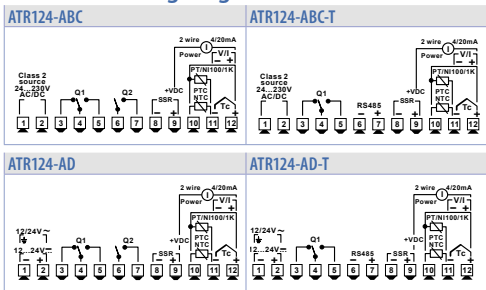 ATR124-ABC
2 wire 4/20mA
Power V/I
- +
PT/NI100/1K
Class 2
source
24...230V
AC/DC
Q1
Q2
+VDC
SSR
- +
PTC
NTC
Tc
1 2 3 4 5 6 7 8 9 10 11 12
ATR124-ABC-T
2 wire 4/20mA
Power V/I
- +
PT/NI100/1K
Class 2
source
24...230V
AC/DC
Q1
RS485
- +
+VDC
SSR
- +
PTC
NTC
Tc
1 2 3 4 5 6 7 8 9 10 11 12
ATR124-AD
2 wire 4/20mA
Power V/I
- +
PT/NI100/1K
12/24V~
12...24V
- +
Q1
Q2
+VDC
SSR
- +
PTC
NTC
Tc
1 2 3 4 5 6 7 8 9 10 11 12
ATR124-AD-T
2 wire 4/20mA
Power V/I
- +
PT/NI100/1K
12/24V~
12...24V
- +
Q1
RS485
- +
+VDC
SSR
- +
PTC
NTC
Tc
1 2 3 4 5 6 7 8 9 10 11 12